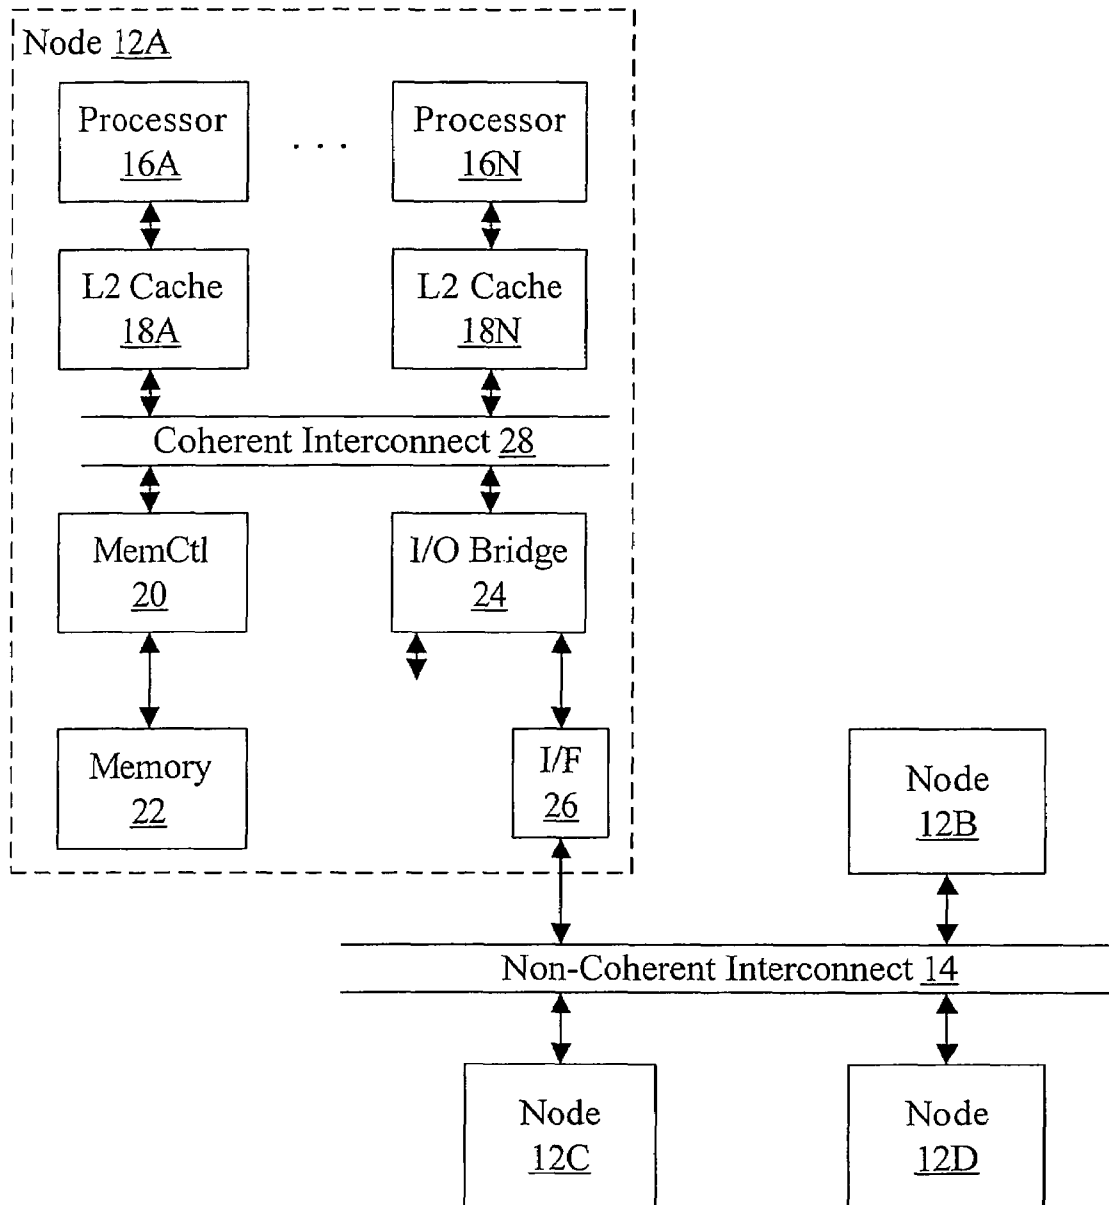 Node 12A
Processor
16A
. . .
Processor
16N
L2 Cache
18A
L2 Cache
18N
Coherent Interconnect 28
MemCtl
20
I/O Bridge
24
Memory
22
I/F
26
Node
12B
Non-Coherent Interconnect 14
Node
12C
Node
12D